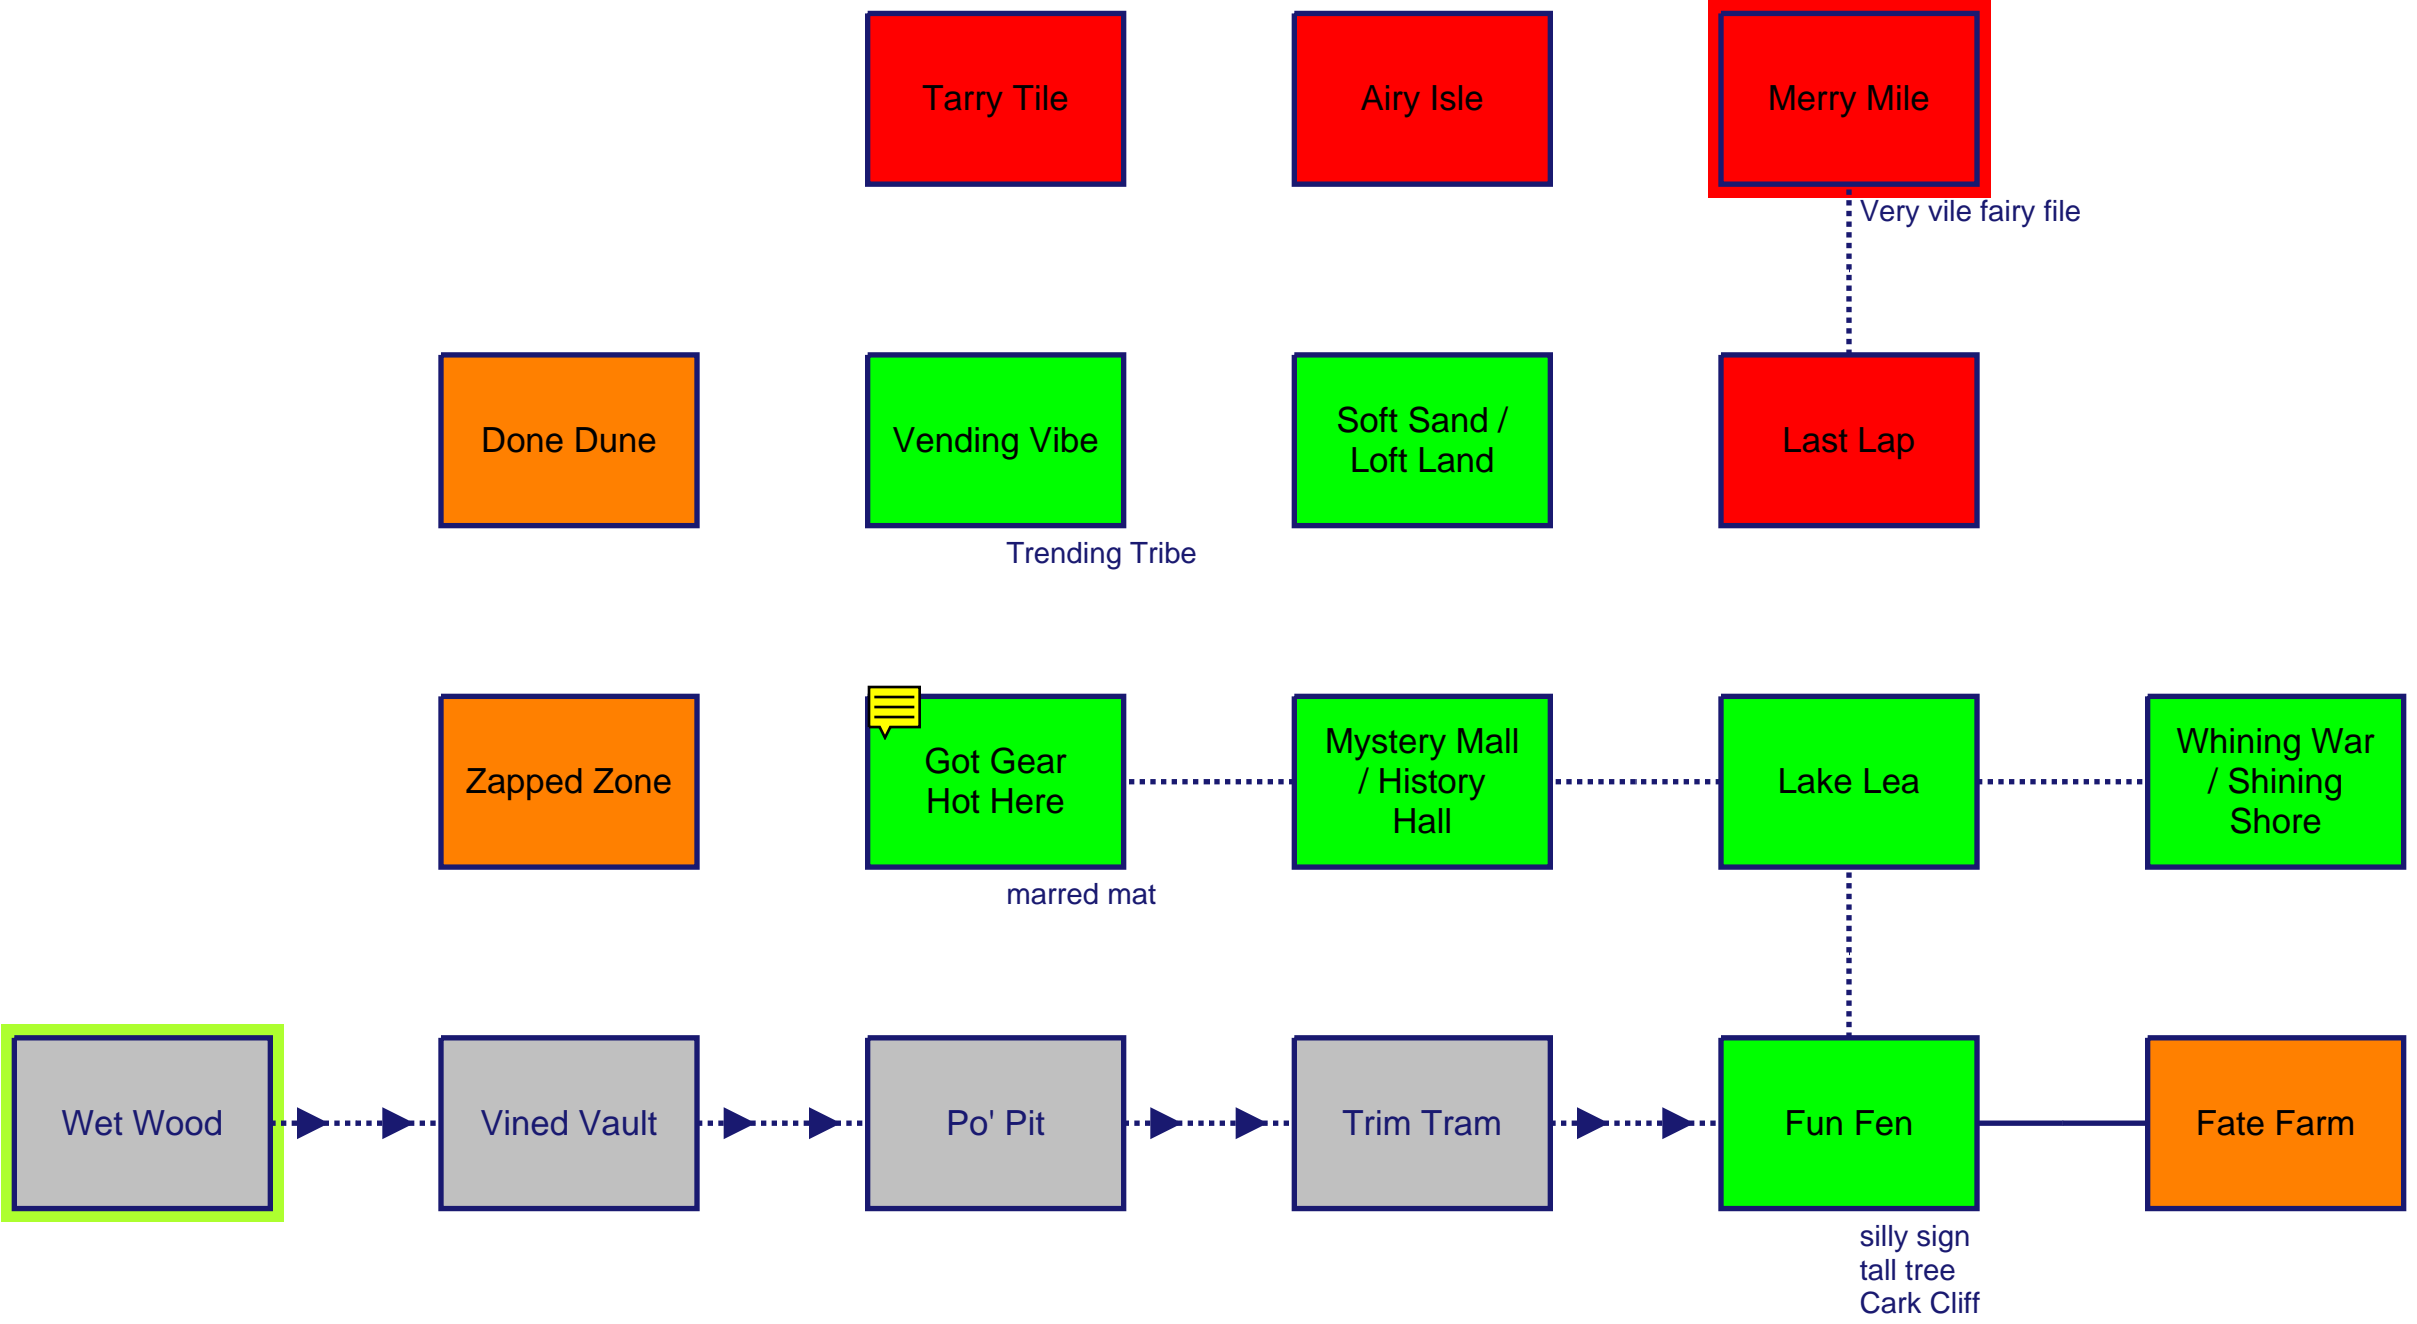 Tarry Tile
Airy Isle
Merry Mile
Very vile fairy file
Done Dune
Vending Vibe
Soft Sand /
Loft Land
Last Lap
Trending Tribe
Zapped Zone
Got Gear
Hot Here
Mystery Mall
/ History
Hall
Lake Lea
Whining War
/ Shining
Shore
marred mat
Wet Wood
Vined Vault
Po' Pit
Trim Tram
Fun Fen
Fate Farm
silly sign
tall tree
Cark Cliff